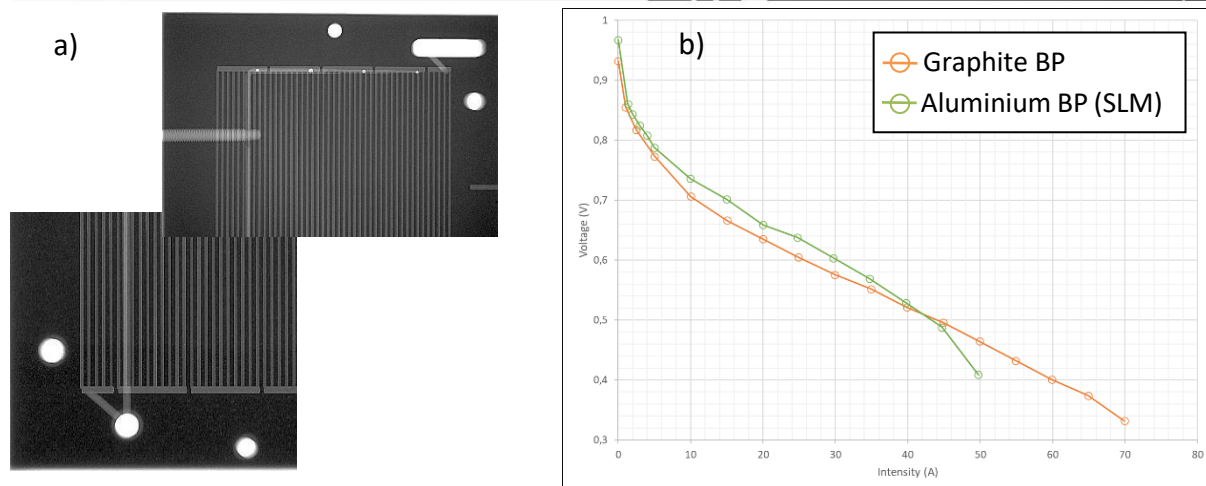 a)
b)
Graphite BP
Aluminium BP (SLM)
1
0,9
0,8
0,7
0,6
0,5
0,4
0,3
Voltage (V)
0 10 20 30 40 50 60 70 80
Intensity (A)